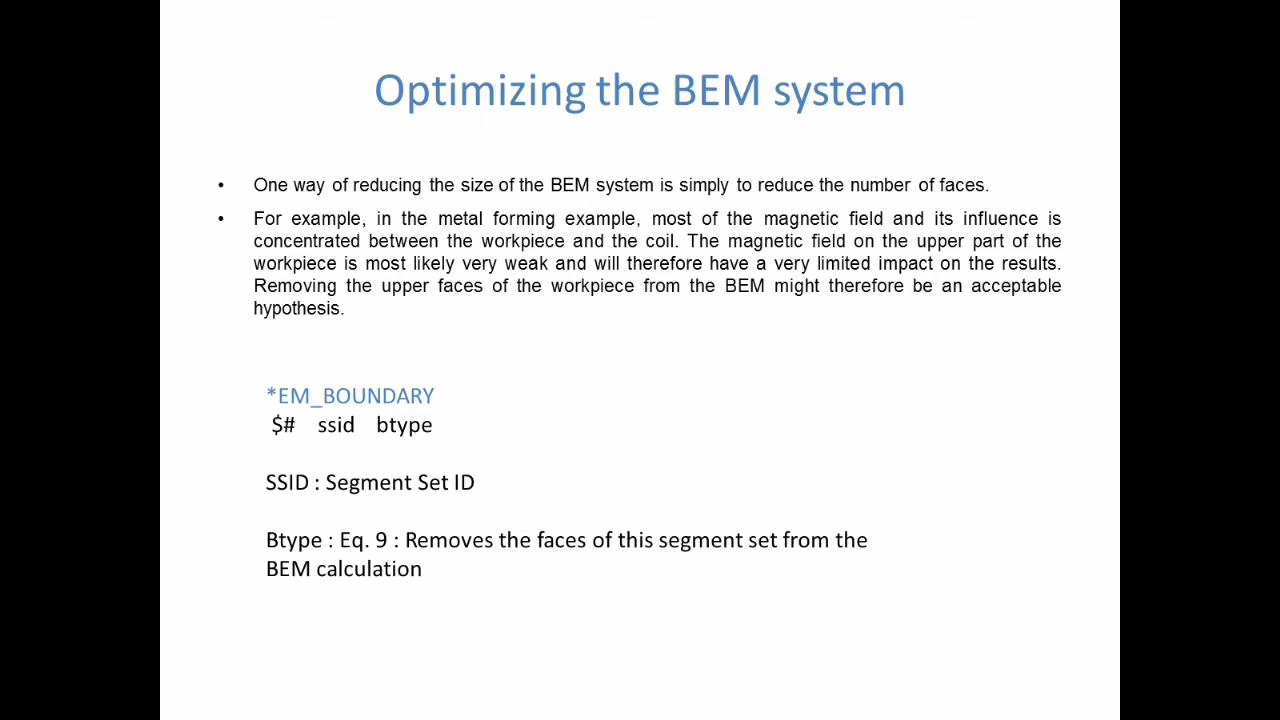 Optimizing the BEM system
• One way of reducing the size of the BEM system is simply to reduce the number of faces.
• For example, in the metal forming example, most of the magnetic field and its influence is
concentrated between the workpiece and the coil. The magnetic field on the upper part of the
workpiece is most likely very weak and will therefore have a very limited impact on the results.
Removing the upper faces of the workpiece from the BEM might therefore be an acceptable
hypothesis.
*EM_BOUNDARY
$# ssid btype
SSID : Segment Set ID
Btype : Eq. 9 : Removes the faces of this segment set from the
BEM calculation